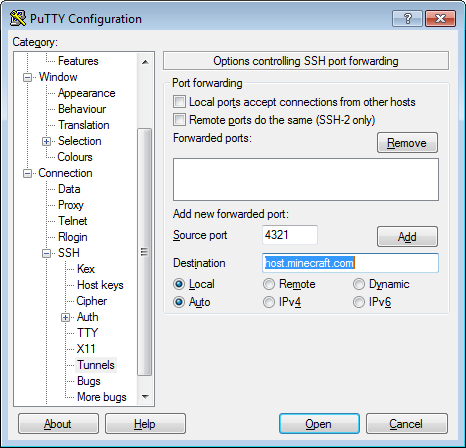 PuTTY Configuration
Category:
Features
Window
Appearance
Behaviour
Translation
Selection
Colours
Connection
Data
Proxy
Telnet
Rlogin
SSH
Kex
Host keys
Cipher
Auth
TTY
X11
Tunnels
Bugs
More bugs
Options controlling SSH port forwarding
Port forwarding
Local ports accept connections from other hosts
Remote ports do the same (SSH-2 only)
Forwarded ports:
Remove
Add new forwarded port:
Source port 4321 Add
Destination host.minecraft.com
Local Remote Dynamic
Auto IPv4 IPv6
About Help Open Cancel